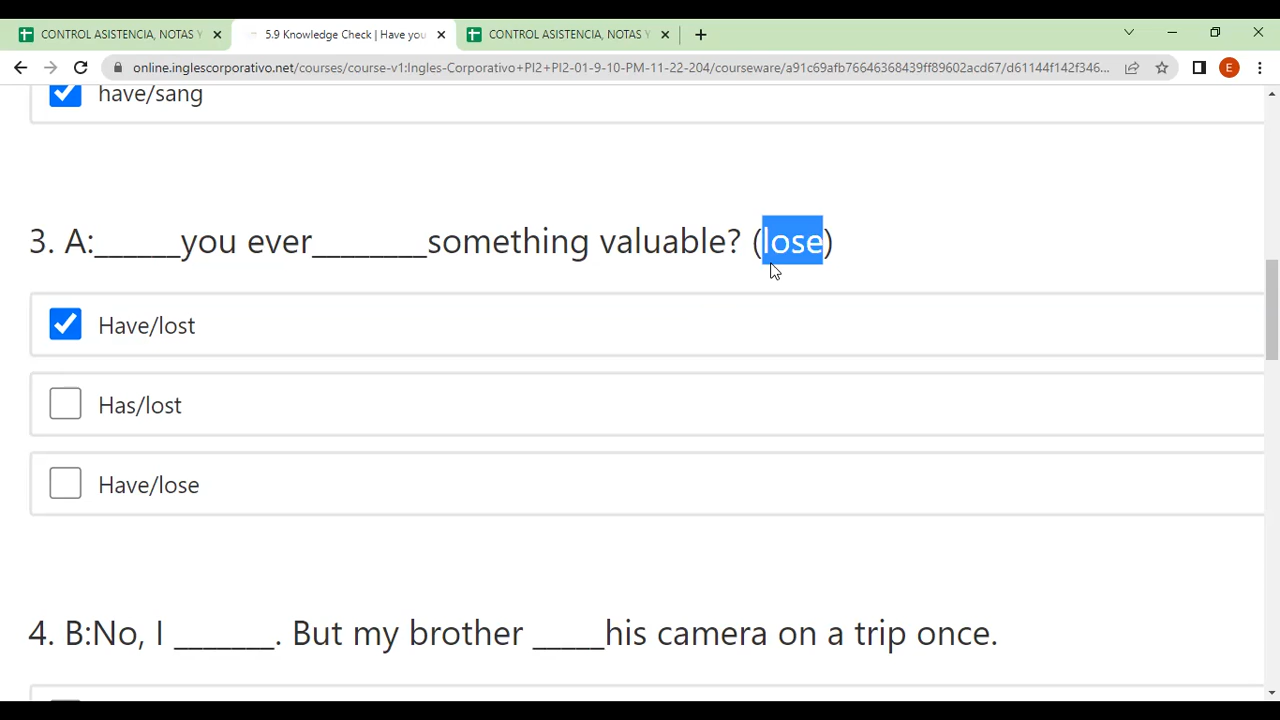 CONTROL ASISTENCIA, NOTAS Y
5.9 Knowledge Check | Have you
CONTROL ASISTENCIA, NOTAS Y
online.inglescorporativo.net/courses/course-v1:Ingles-Corporativo+PI2+PI2-01-9-10-PM-11-22-204/courseware/a91c69afb76646368439ff89602acd67/d61144f142f346...
E
have/sang
3. A:______you ever________something valuable? (lose)
Have/lost
Has/lost
Have/lose
4. B:No, I _______. But my brother _____his camera on a trip once.